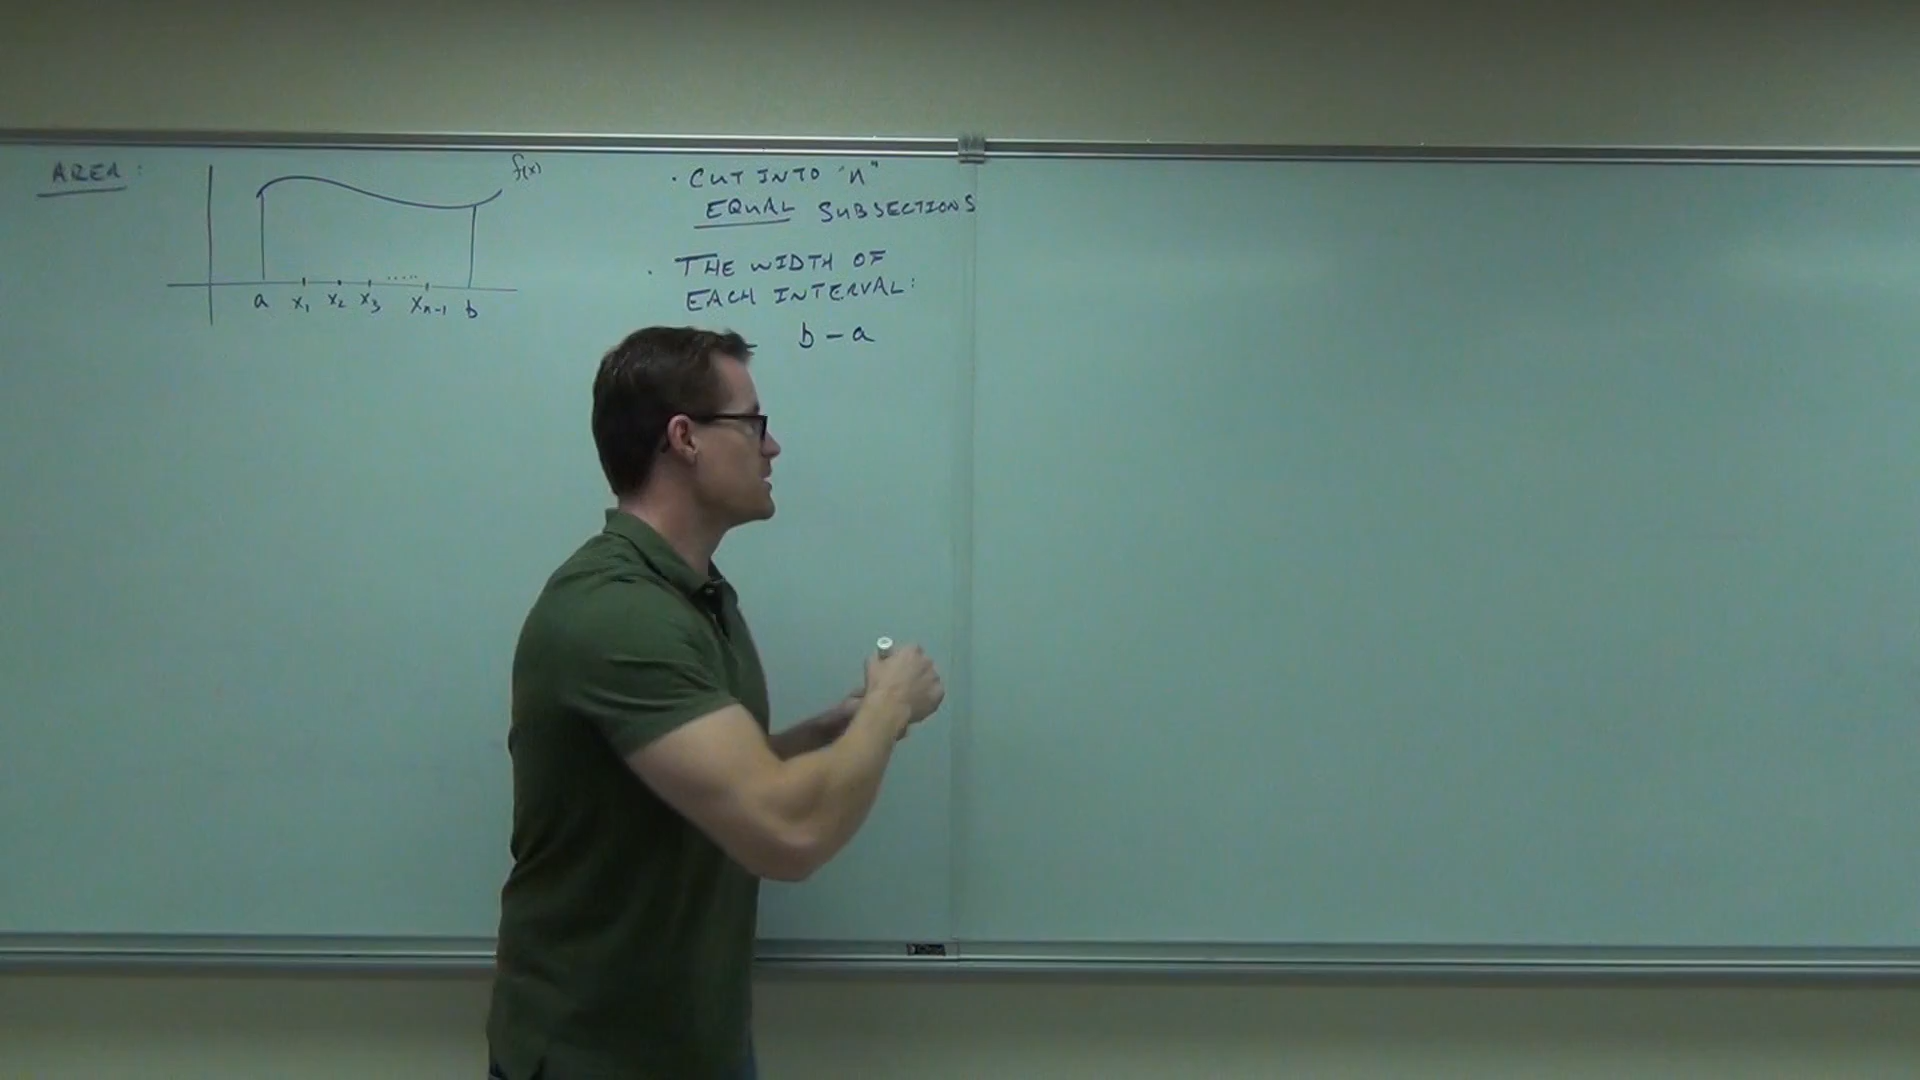 AREA:
f(x)
a x₁ x₂ x₃ ..... xₙ₋₁ b
· CUT INTO "n"
EQUAL SUBSECTIONS
· THE WIDTH OF
EACH INTERVAL:
b - a